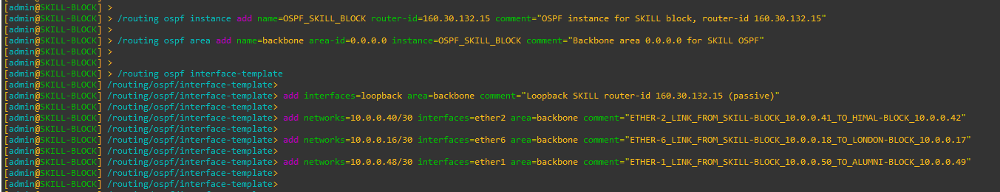 [admin@SKILL-BLOCK] >
[admin@SKILL-BLOCK] > /routing ospf instance add name=OSPF_SKILL_BLOCK router-id=160.30.132.15 comment="OSPF instance for SKILL block, router-id 160.30.132.15"
[admin@SKILL-BLOCK] >
[admin@SKILL-BLOCK] > /routing ospf area add name=backbone area-id=0.0.0.0 instance=OSPF_SKILL_BLOCK comment="Backbone area 0.0.0.0 for SKILL OSPF"
[admin@SKILL-BLOCK] >
[admin@SKILL-BLOCK] >
[admin@SKILL-BLOCK] > /routing ospf interface-template
[admin@SKILL-BLOCK] /routing/ospf/interface-template>
[admin@SKILL-BLOCK] /routing/ospf/interface-template> add interfaces=loopback area=backbone comment="Loopback SKILL router-id 160.30.132.15 (passive)"
[admin@SKILL-BLOCK] /routing/ospf/interface-template>
[admin@SKILL-BLOCK] /routing/ospf/interface-template> add networks=10.0.0.40/30 interfaces=ether2 area=backbone comment="ETHER-2_LINK_FROM_SKILL-BLOCK_10.0.0.41_TO_HIMAL-BLOCK_10.0.0.42"
[admin@SKILL-BLOCK] /routing/ospf/interface-template>
[admin@SKILL-BLOCK] /routing/ospf/interface-template> add networks=10.0.0.16/30 interfaces=ether6 area=backbone comment="ETHER-6_LINK_FROM_SKILL-BLOCK_10.0.0.18_TO_LONDON-BLOCK_10.0.0.17"
[admin@SKILL-BLOCK] /routing/ospf/interface-template>
[admin@SKILL-BLOCK] /routing/ospf/interface-template> add networks=10.0.0.48/30 interfaces=ether1 area=backbone comment="ETHER-1_LINK_FROM_SKILL-BLOCK_10.0.0.50_TO_ALUMNI-BLOCK_10.0.0.49"
[admin@SKILL-BLOCK] /routing/ospf/interface-template>
[admin@SKILL-BLOCK] /routing/ospf/interface-template>